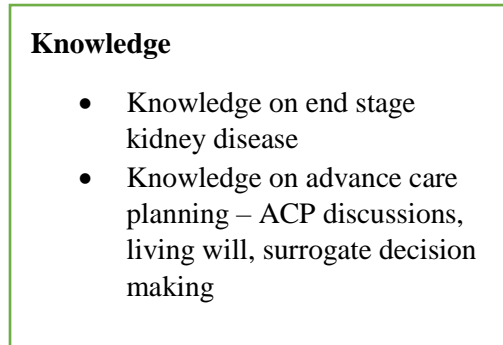 Knowledge
• Knowledge on end stage
kidney disease
• Knowledge on advance care
planning – ACP discussions,
living will, surrogate decision
making